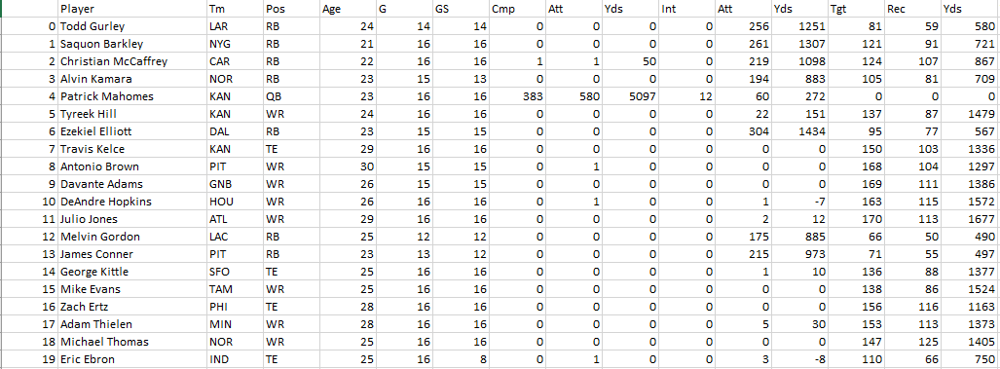 Player Tm Pos Age G GS Cmp Att Yds Int Att Yds Tgt Rec Yds
0 Todd Gurley LAR RB 24 14 14 0 0 0 0 256 1251 81 59 580
1 Saquon Barkley NYG RB 21 16 16 0 0 0 0 261 1307 121 91 721
2 Christian McCaffrey CAR RB 22 16 16 1 1 50 0 219 1098 124 107 867
3 Alvin Kamara NOR RB 23 15 13 0 0 0 0 194 883 105 81 709
4 Patrick Mahomes KAN QB 23 16 16 383 580 5097 12 60 272 0 0 0
5 Tyreek Hill KAN WR 24 16 16 0 0 0 0 22 151 137 87 1479
6 Ezekiel Elliott DAL RB 23 15 15 0 0 0 0 304 1434 95 77 567
7 Travis Kelce KAN TE 29 16 16 0 0 0 0 0 0 150 103 1336
8 Antonio Brown PIT WR 30 15 15 0 1 0 0 0 0 168 104 1297
9 Davante Adams GNB WR 26 15 15 0 0 0 0 0 0 169 111 1386
10 DeAndre Hopkins HOU WR 26 16 16 0 1 0 0 1 -7 163 115 1572
11 Julio Jones ATL WR 29 16 16 0 0 0 0 2 12 170 113 1677
12 Melvin Gordon LAC RB 25 12 12 0 0 0 0 175 885 66 50 490
13 James Conner PIT RB 23 13 12 0 0 0 0 215 973 71 55 497
14 George Kittle SFO TE 25 16 16 0 0 0 0 1 10 136 88 1377
15 Mike Evans TAM WR 25 16 16 0 0 0 0 0 0 138 86 1524
16 Zach Ertz PHI TE 28 16 16 0 0 0 0 0 0 156 116 1163
17 Adam Thielen MIN WR 28 16 16 0 0 0 0 5 30 153 113 1373
18 Michael Thomas NOR WR 25 16 16 0 0 0 0 0 0 147 125 1405
19 Eric Ebron IND TE 25 16 8 0 1 0 0 3 -8 110 66 750